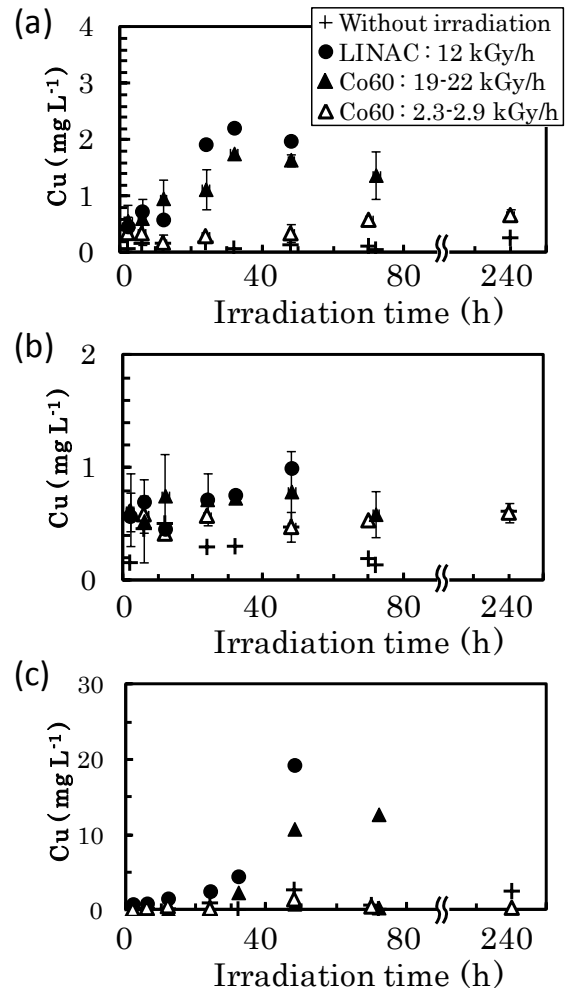 (a)
+ Without irradiation
● LINAC : 12 kGy/h
▲ Co60 : 19-22 kGy/h
△ Co60 : 2.3-2.9 kGy/h
Cu ( mg L⁻¹)
4
3
2
1
0
0 40 80 240
Irradiation time (h)
(b)
Cu ( mg L⁻¹)
2
1
0
0 40 80 240
Irradiation time (h)
(c)
Cu ( mg L⁻¹)
30
20
10
0
0 40 80 240
Irradiation time (h)